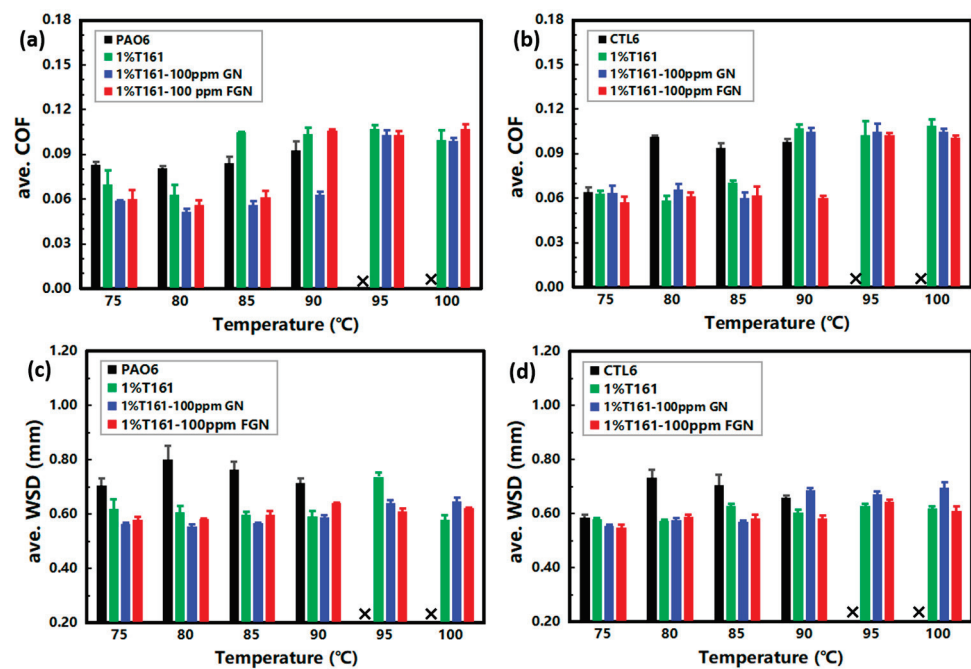 (a)
PAO6
1%T161
1%T161-100ppm GN
1%T161-100 ppm FGN
ave. COF
0.18
0.15
0.12
0.09
0.06
0.03
0.00
75 80 85 90 95 100
Temperature (℃)
(b)
CTL6
1%T161
1%T161-100ppm GN
1%T161-100ppm FGN
ave. COF
0.18
0.15
0.12
0.09
0.06
0.03
0.00
75 80 85 90 95 100
Temperature (℃)
(c)
PAO6
1%T161
1%T161-100ppm GN
1%T161-100ppm FGN
ave. WSD (mm)
1.20
1.00
0.80
0.60
0.40
0.20
75 80 85 90 95 100
Temperature (℃)
(d)
CTL6
1%T161
1%T161-100ppm GN
1%T161-100ppm FGN
ave. WSD (mm)
1.20
1.00
0.80
0.60
0.40
0.20
75 80 85 90 95 100
Temperature (℃)